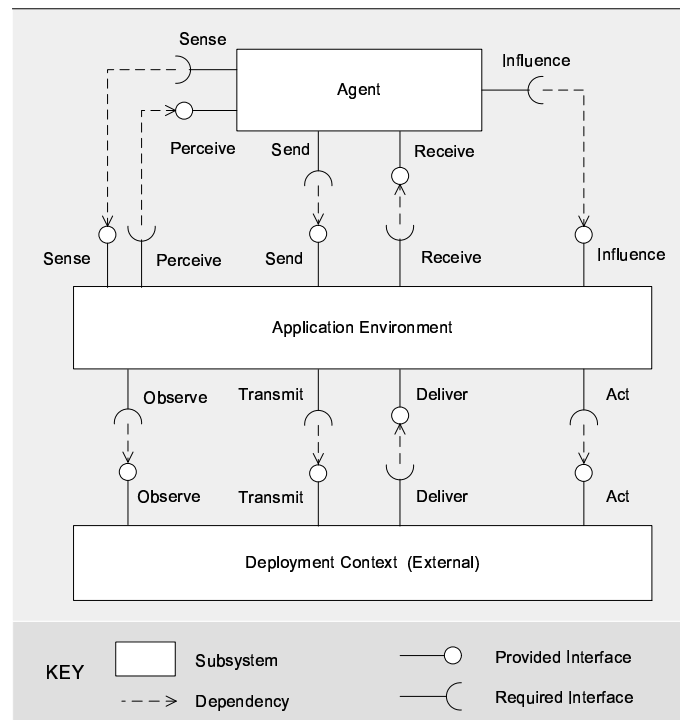 Sense
Agent
Influence
Perceive
Send
Receive
Sense
Perceive
Send
Receive
Influence
Application Environment
Observe
Transmit
Deliver
Act
Observe
Transmit
Deliver
Act
Deployment Context (External)
KEY
Subsystem
Provided Interface
Dependency
Required Interface